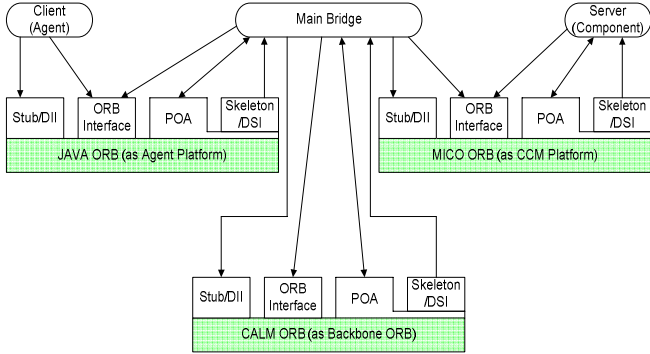 Client
(Agent)
Main Bridge
Server
(Component)
Stub/DII
ORB
Interface
POA
Skeleton
/DSI
JAVA ORB (as Agent Platform)
Stub/DII
ORB
Interface
POA
Skeleton
/DSI
MICO ORB (as CCM Platform)
Stub/DII
ORB
Interface
POA
Skeleton
/DSI
CALM ORB (as Backbone ORB)